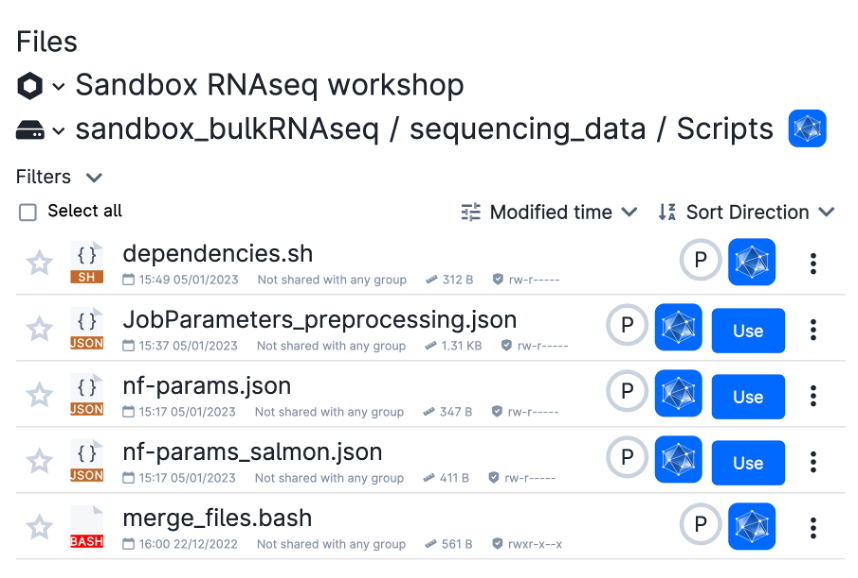 Files
Sandbox RNAseq workshop
sandbox_bulkRNAseq / sequencing_data / Scripts
Filters
Select all Modified time Sort Direction
{ } SH dependencies.sh P
15:49 05/01/2023 Not shared with any group 312 B rw-r-----
{ } JSON JobParameters_preprocessing.json P Use
15:37 05/01/2023 Not shared with any group 1.31 KB rw-r-----
{ } JSON nf-params.json P Use
15:17 05/01/2023 Not shared with any group 347 B rw-r-----
{ } JSON nf-params_salmon.json P Use
15:17 05/01/2023 Not shared with any group 411 B rw-r-----
BASH merge_files.bash P
16:00 22/12/2022 Not shared with any group 561 B rwxr-x--x